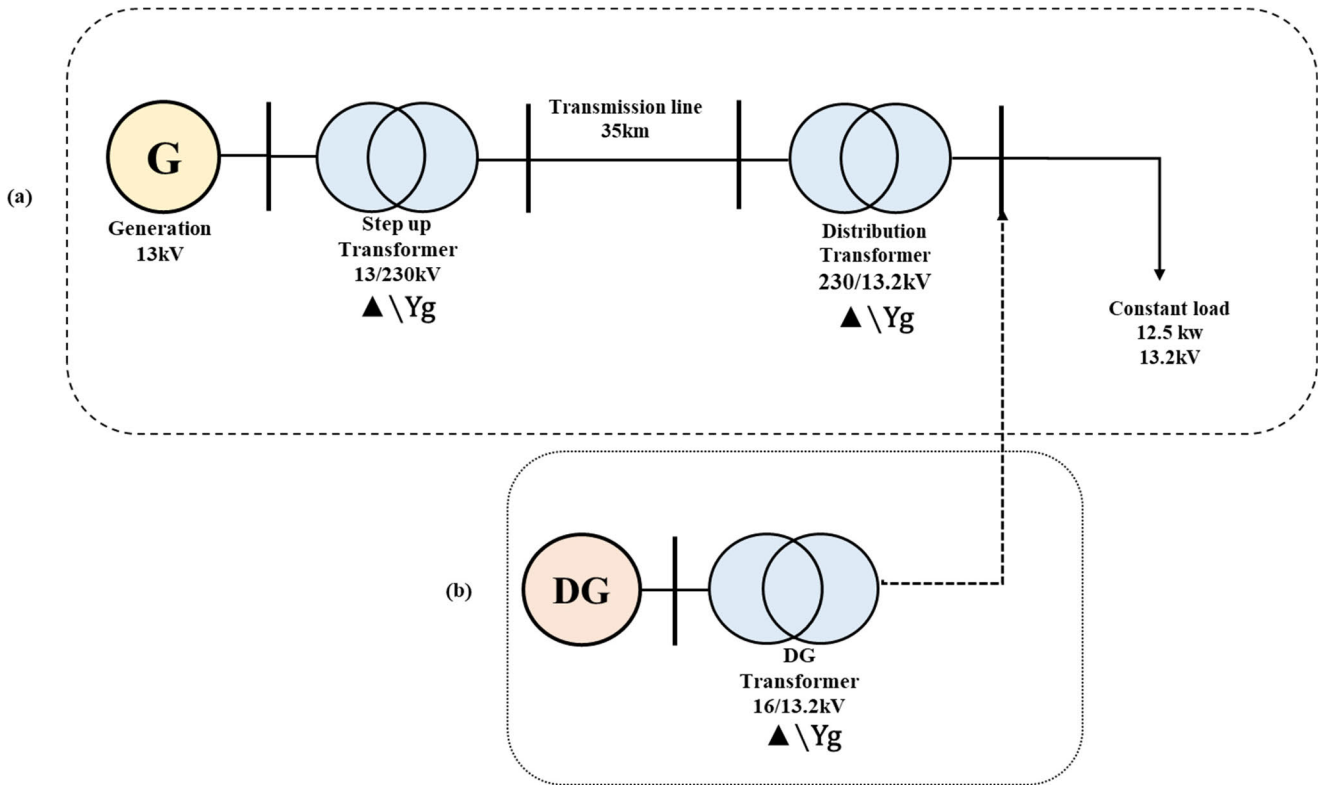 (a)
G
Generation
13kV
Step up
Transformer
13/230kV
▲\Yg
Transmission line
35km
Distribution
Transformer
230/13.2kV
▲\Yg
Constant load
12.5 kw
13.2kV
(b)
DG
DG
Transformer
16/13.2kV
▲\Yg